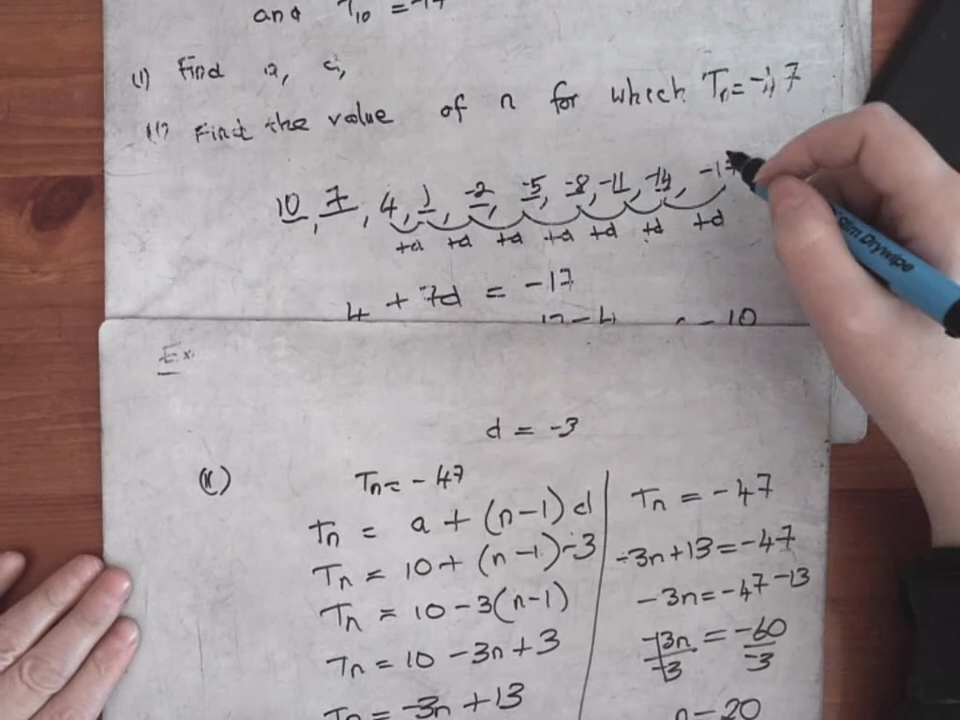 and T10 = -17
(i) Find a, d,
(ii) Find the value of n for which Tn = -47
10, 7, 4, 1, -2, -5, -8, -11, -14, -17
+d +d +d +d +d +d +d
4 + 7d = -17
Ex.
d = -3
(ii) Tn = -47
Tn = a + (n-1)d
Tn = 10 + (n-1)-3
Tn = 10 - 3(n-1)
Tn = 10 - 3n + 3
Tn = -3n + 13
Tn = -47
-3n + 13 = -47
-3n = -47 - 13
-3n/-3 = -60/-3
n - 20
Slim Drywipe